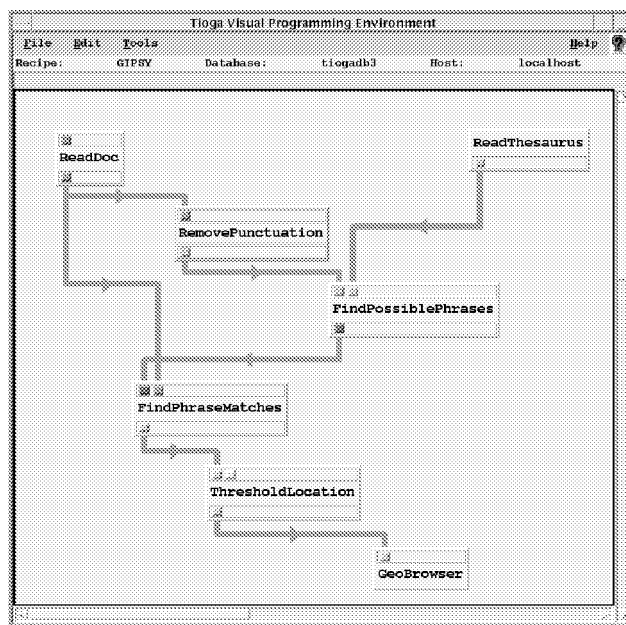 Tioga Visual Programming Environment
File Edit Tools Help
Recipe: GIPSY Database: tiogadb3 Host: localhost
ReadDoc
ReadThesaurus
RemovePunctuation
FindPossiblePhrases
FindPhraseMatches
ThresholdLocation
GeoBrowser